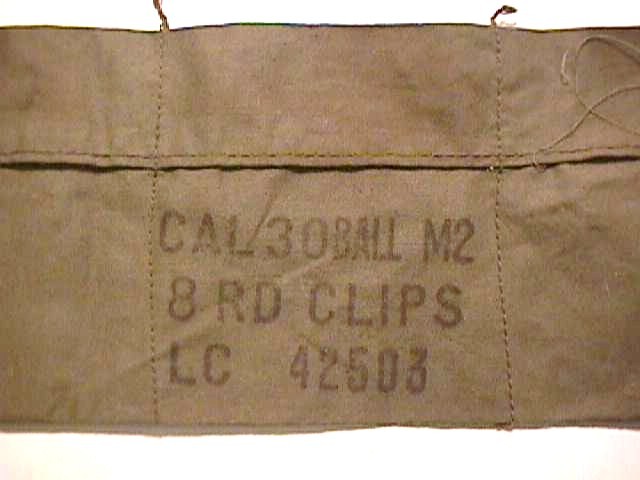 CAL 30 BALL M2
8 RD CLIPS
LC 42503